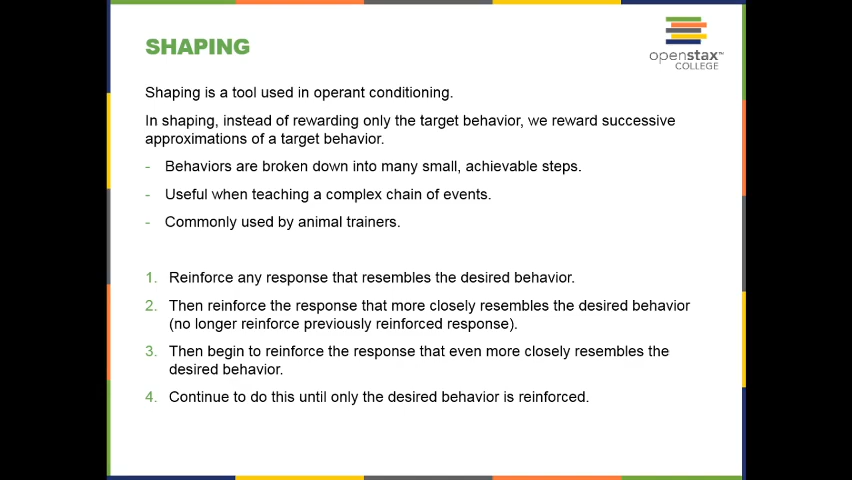 SHAPING
openstax™
COLLEGE
Shaping is a tool used in operant conditioning.
In shaping, instead of rewarding only the target behavior, we reward successive
approximations of a target behavior.
- Behaviors are broken down into many small, achievable steps.
- Useful when teaching a complex chain of events.
- Commonly used by animal trainers.
1. Reinforce any response that resembles the desired behavior.
2. Then reinforce the response that more closely resembles the desired behavior
(no longer reinforce previously reinforced response).
3. Then begin to reinforce the response that even more closely resembles the
desired behavior.
4. Continue to do this until only the desired behavior is reinforced.